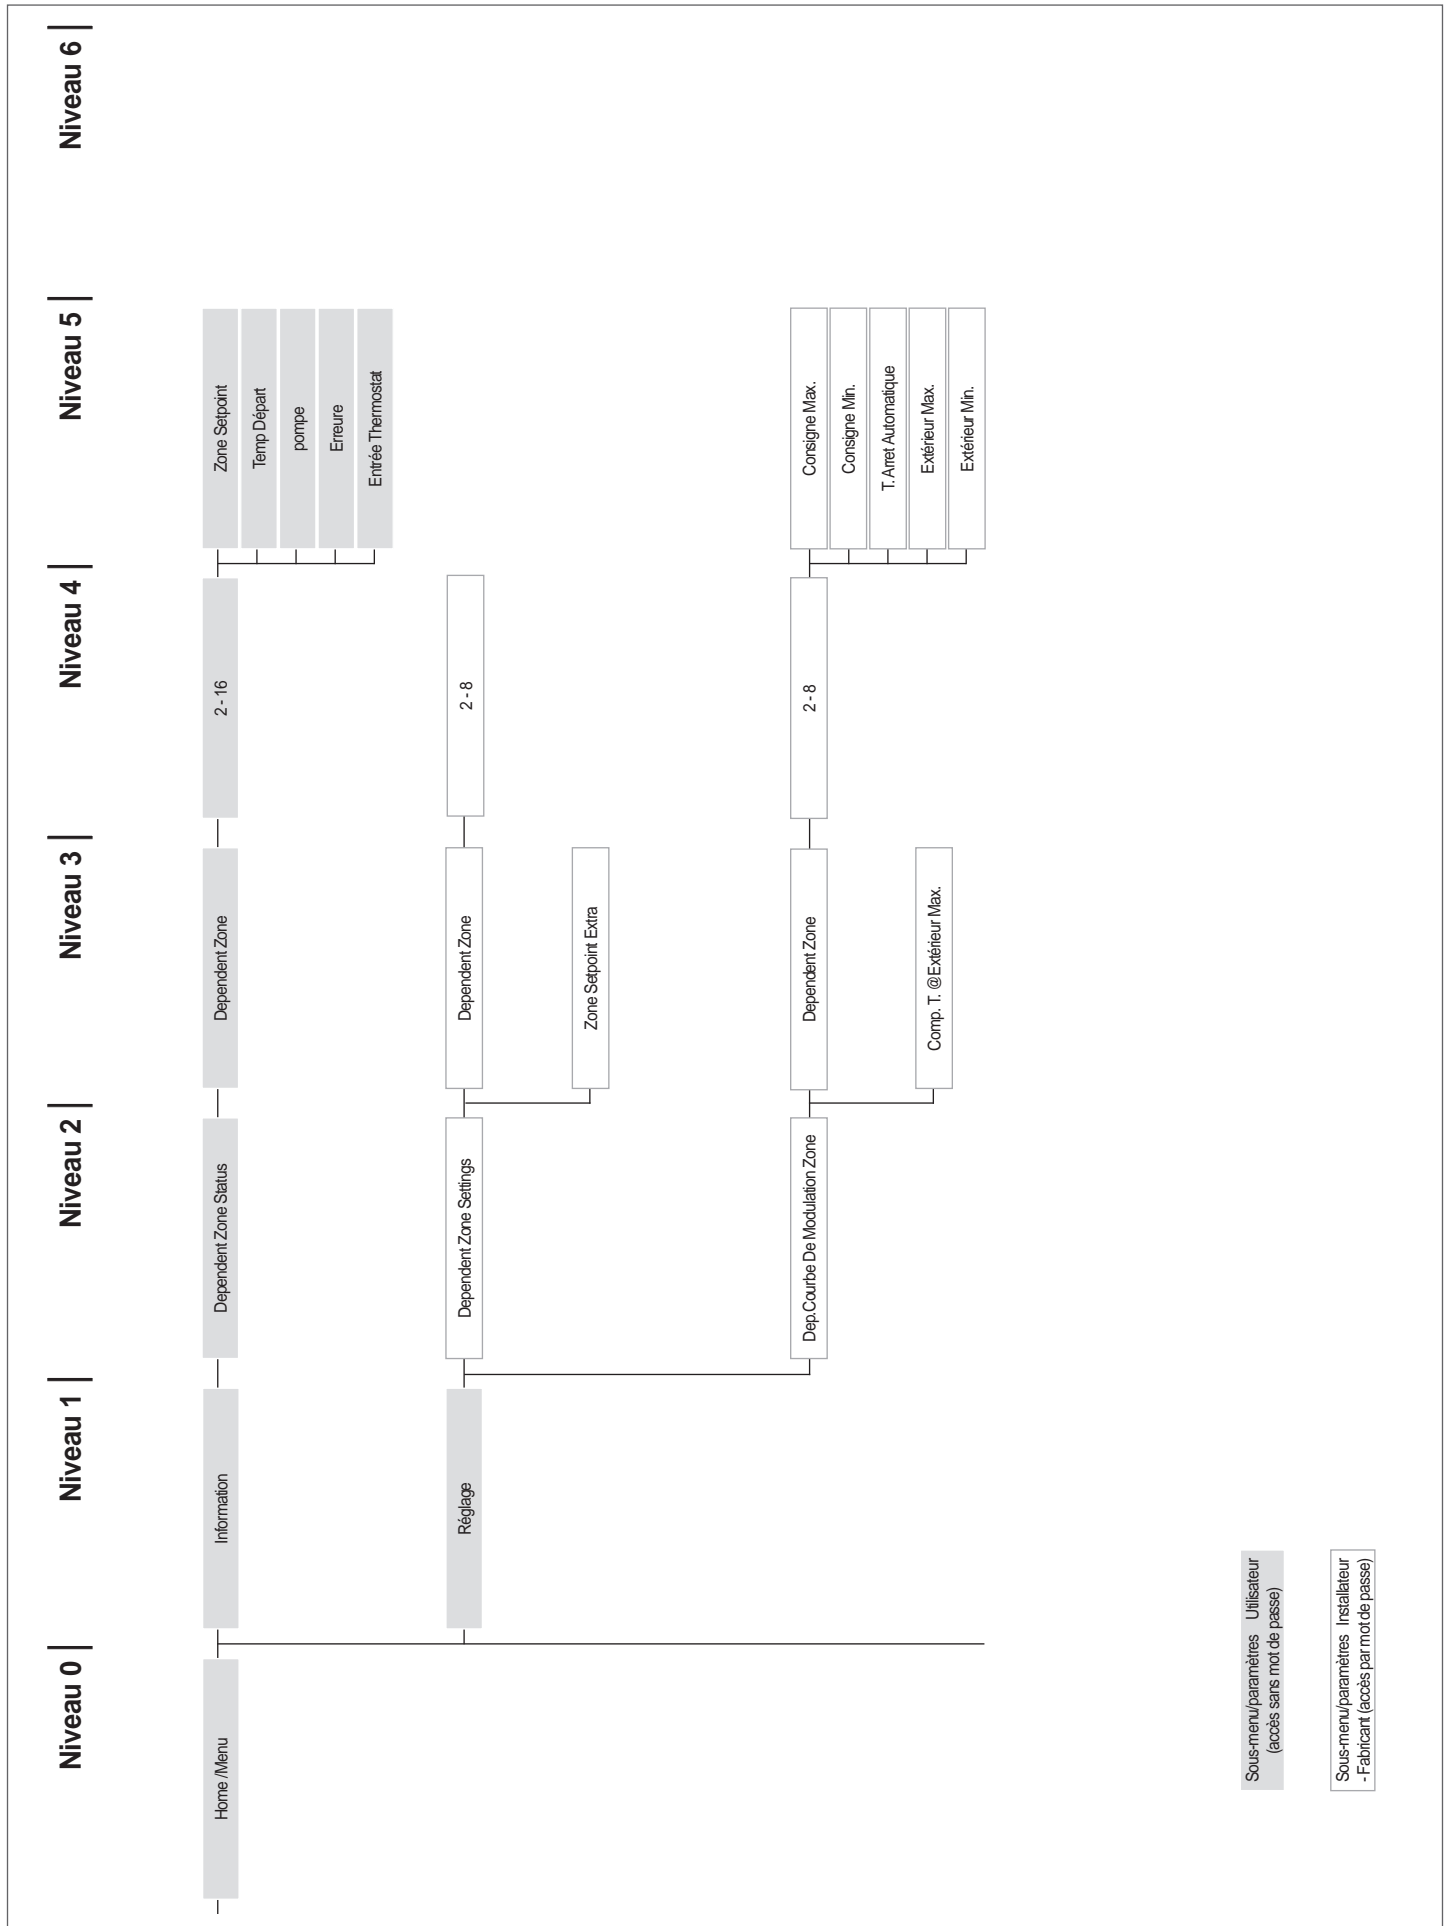 Niveau 0
Niveau 1
Niveau 2
Niveau 3
Niveau 4
Niveau 5
Niveau 6
Home /Menu
Information
Dependent Zone Status
Dependent Zone
2 - 16
Zone Setpoint
Temp Départ
pompe
Erreure
Entrée Thermostat
Réglage
Dependent Zone Settings
Dependent Zone
2 - 8
Zone Setpoint Extra
Dep.Courbe De Modulation Zone
Dependent Zone
2 - 8
Consigne Max.
Consigne Min.
T. Arret Automatique
Extérieur Max.
Extérieur Min.
Comp. T. @Extérieur Max.
Sous-menu/paramètres Utilisateur
(accès sans mot de passe)
Sous-menu/paramètres Installateur
- Fabricant (accès par mot de passe)